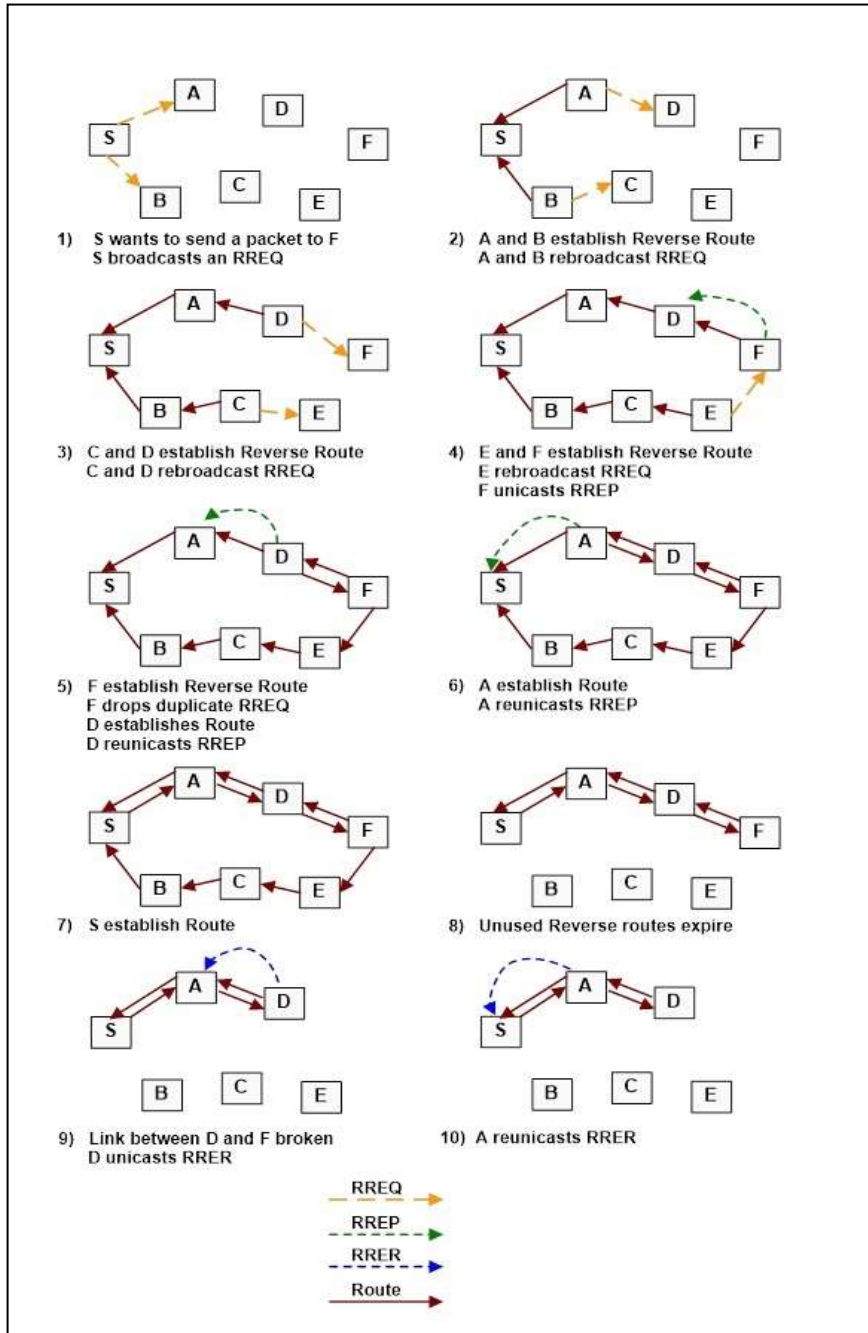 A
D
S
F
C
B
E
1) S wants to send a packet to F
S broadcasts an RREQ
A
D
S
F
C
B
E
2) A and B establish Reverse Route
A and B rebroadcast RREQ
A
D
S
F
C
B
E
3) C and D establish Reverse Route
C and D rebroadcast RREQ
A
D
S
F
C
B
E
4) E and F establish Reverse Route
E rebroadcast RREQ
F unicasts RREP
A
D
S
F
C
B
E
5) F establish Reverse Route
F drops duplicate RREQ
D establishes Route
D reunicasts RREP
A
D
S
F
C
B
E
6) A establish Route
A reunicasts RREP
A
D
S
F
C
B
E
7) S establish Route
A
D
S
F
C
B
E
8) Unused Reverse routes expire
A
D
S
C
B
E
9) Link between D and F broken
D unicasts RRER
A
D
S
C
B
E
10) A reunicasts RRER
RREQ
RREP
RRER
Route